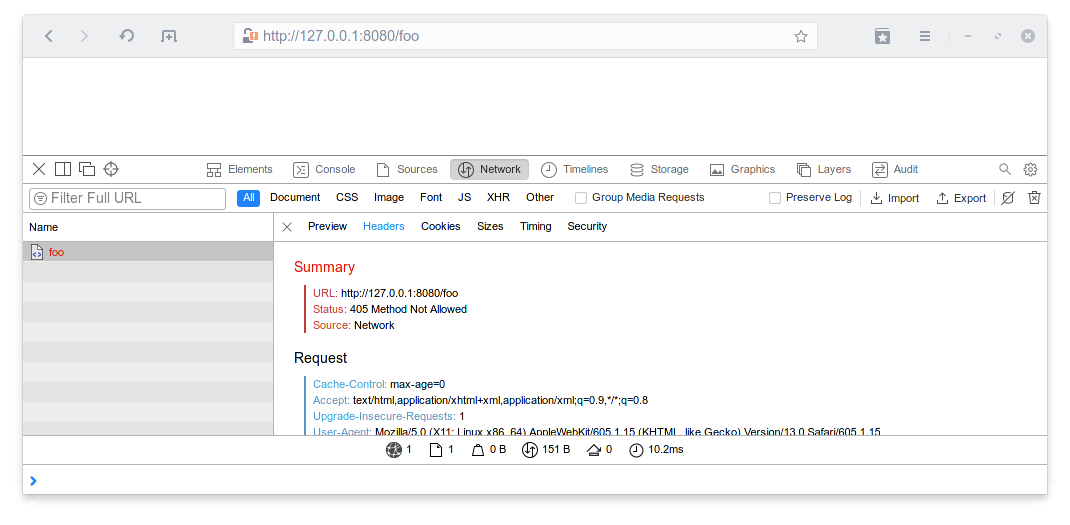 http://127.0.0.1:8080/foo
Elements Console Sources Network Timelines Storage Graphics Layers Audit
Filter Full URL All Document CSS Image Font JS XHR Other Group Media Requests Preserve Log Import Export
Name Preview Headers Cookies Sizes Timing Security
foo
Summary
URL: http://127.0.0.1:8080/foo
Status: 405 Method Not Allowed
Source: Network
Request
Cache-Control: max-age=0
Accept: text/html,application/xhtml+xml,application/xml;q=0.9,*/*;q=0.8
Upgrade-Insecure-Requests: 1
User-Agent: Mozilla/5.0 (X11; Linux x86_64) AppleWebKit/605.1.15 (KHTML, like Gecko) Version/13.0 Safari/605.1.15
1 1 0 B 151 B 0 10.2ms